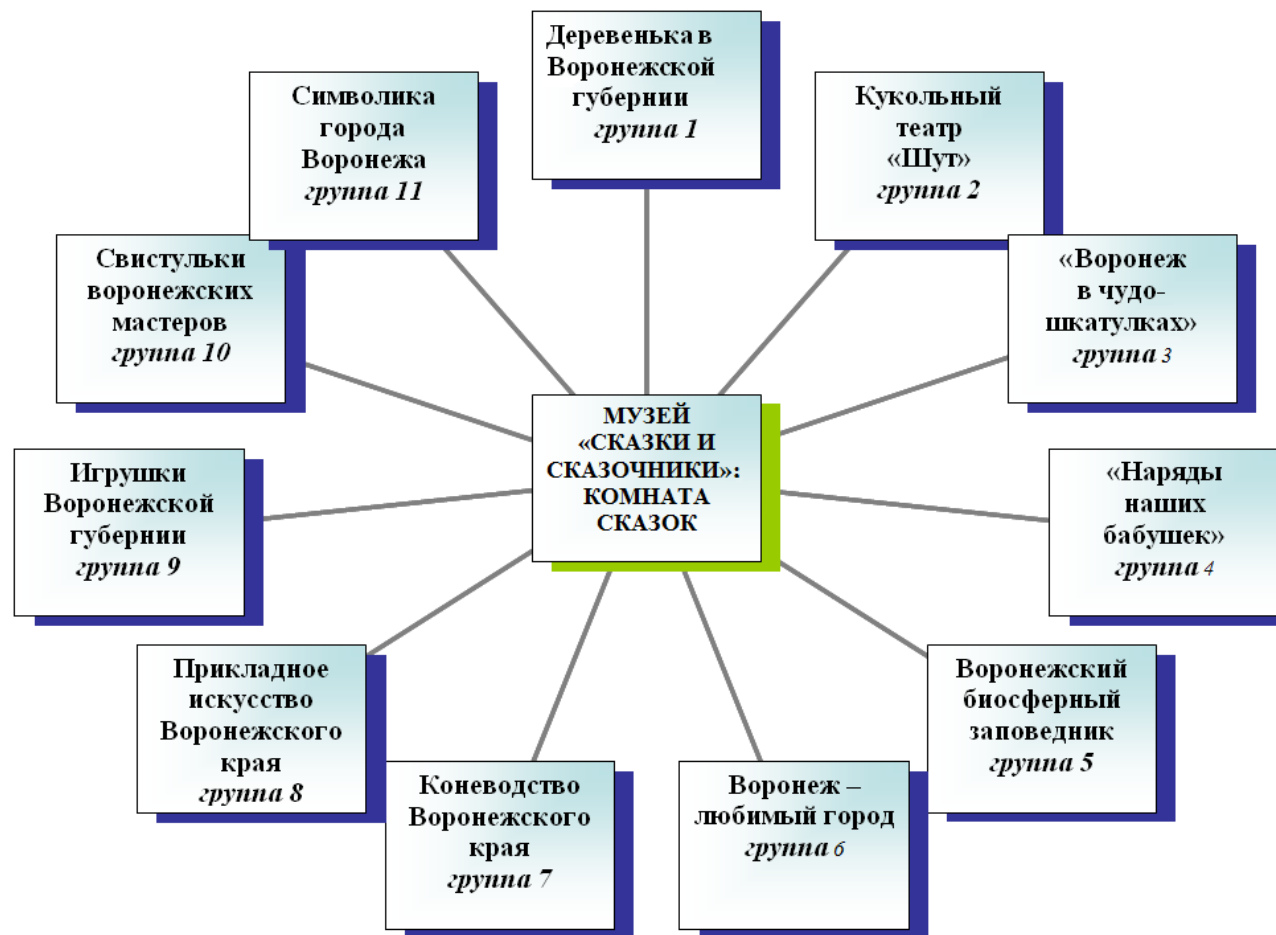 Деревенька в
Воронежской
губернии
группа 1
Кукольный
театр
«Шут»
группа 2
«Воронеж
в чудо-
шкатулках»
группа 3
«Наряды
наших
бабушек»
группа 4
Воронежский
биосферный
заповедник
группа 5
Воронеж –
любимый город
группа 6
Коневодство
Воронежского
края
группа 7
Прикладное
искусство
Воронежского
края
группа 8
Игрушки
Воронежской
губернии
группа 9
Свистульки
воронежских
мастеров
группа 10
Символика
города
Воронежа
группа 11
МУЗЕЙ
«СКАЗКИ И
СКАЗОЧНИКИ»:
КОМНАТА
СКАЗОК